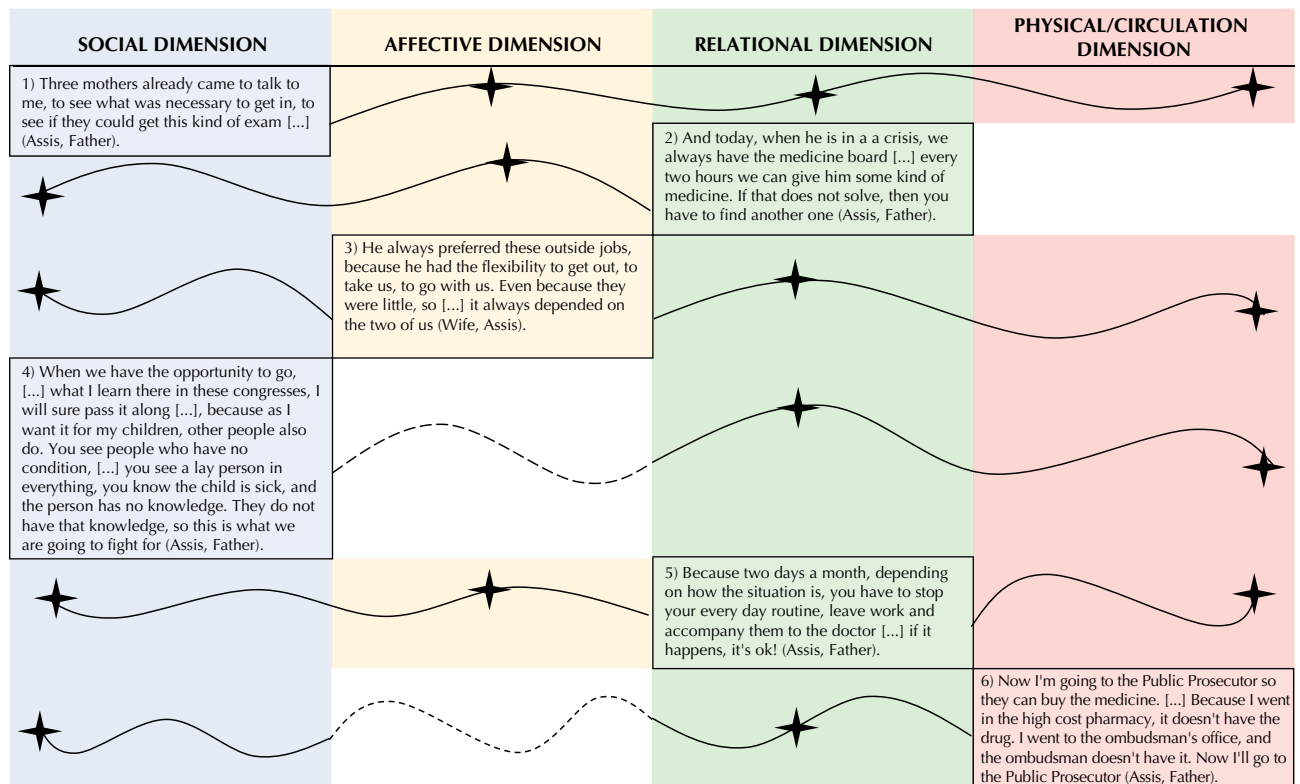 SOCIAL DIMENSION
AFFECTIVE DIMENSION
RELATIONAL DIMENSION
PHYSICAL/CIRCULATION
DIMENSION
1) Three mothers already came to talk to
me, to see what was necessary to get in, to
see if they could get this kind of exam [...]
(Assis, Father).
2) And today, when he is in a a crisis, we
always have the medicine board [...] every
two hours we can give him some kind of
medicine. If that does not solve, then you
have to find another one (Assis, Father).
3) He always preferred these outside jobs,
because he had the flexibility to get out, to
take us, to go with us. Even because they
were little, so [...] it always depended on
the two of us (Wife, Assis).
4) When we have the opportunity to go,
[...] what I learn there in these congresses, I
will sure pass it along [...], because as I
want it for my children, other people also
do. You see people who have no
condition, [...] you see a lay person in
everything, you know the child is sick, and
the person has no knowledge. They do not
have that knowledge, so this is what we
are going to fight for (Assis, Father).
5) Because two days a month, depending
on how the situation is, you have to stop
your every day routine, leave work and
accompany them to the doctor [...] if it
happens, it's ok! (Assis, Father).
6) Now I'm going to the Public Prosecutor so
they can buy the medicine. [...] Because I went
in the high cost pharmacy, it doesn't have the
drug. I went to the ombudsman's office, and
the ombudsman doesn't have it. Now I'll go to
the Public Prosecutor (Assis, Father).